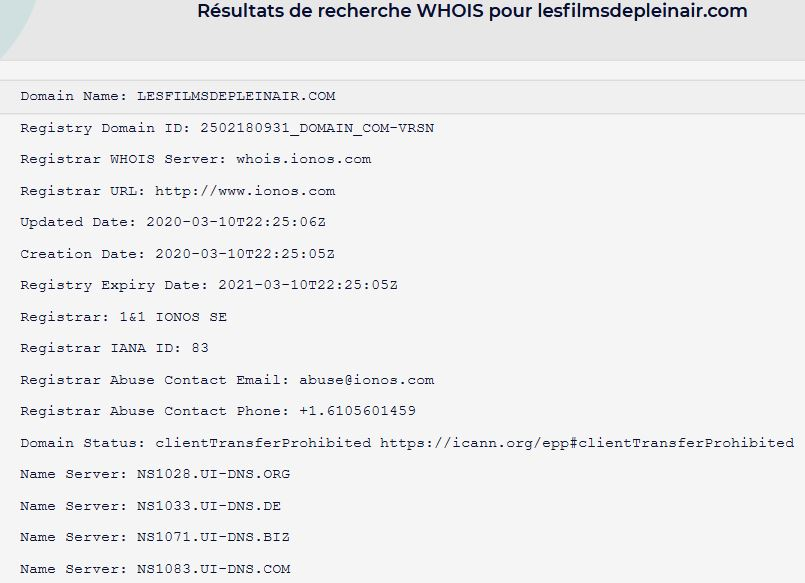 Résultats de recherche WHOIS pour lesfilmsdepleinair.com
Domain Name: LESFILMSDEPLEINAIR.COM
Registry Domain ID: 2502180931_DOMAIN_COM-VRSN
Registrar WHOIS Server: whois.ionos.com
Registrar URL: http://www.ionos.com
Updated Date: 2020-03-10T22:25:06Z
Creation Date: 2020-03-10T22:25:05Z
Registry Expiry Date: 2021-03-10T22:25:05Z
Registrar: 1&1 IONOS SE
Registrar IANA ID: 83
Registrar Abuse Contact Email: abuse@ionos.com
Registrar Abuse Contact Phone: +1.6105601459
Domain Status: clientTransferProhibited https://icann.org/epp#clientTransferProhibited
Name Server: NS1028.UI-DNS.ORG
Name Server: NS1033.UI-DNS.DE
Name Server: NS1071.UI-DNS.BIZ
Name Server: NS1083.UI-DNS.COM